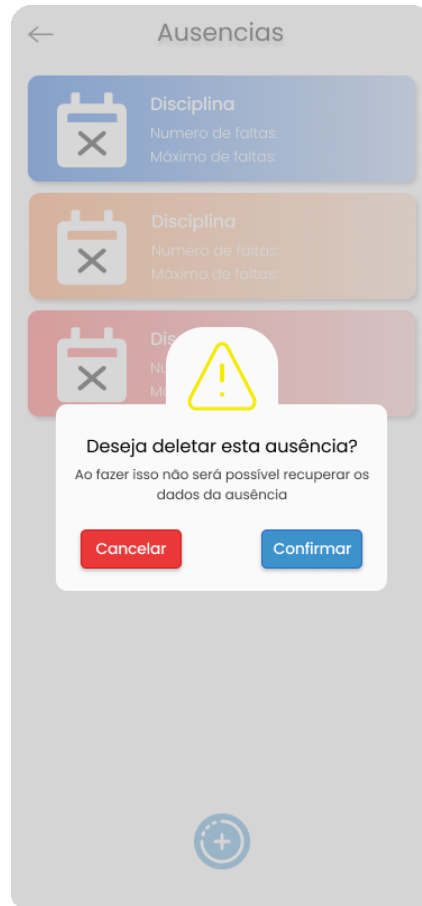 Ausencias
Disciplina
Numero de faltas:
Máximo de faltas:
Disciplina
Numero de faltas:
Máximo de faltas:
Deseja deletar esta ausência?
Ao fazer isso não será possível recuperar os
dados da ausência
Cancelar
Confirmar